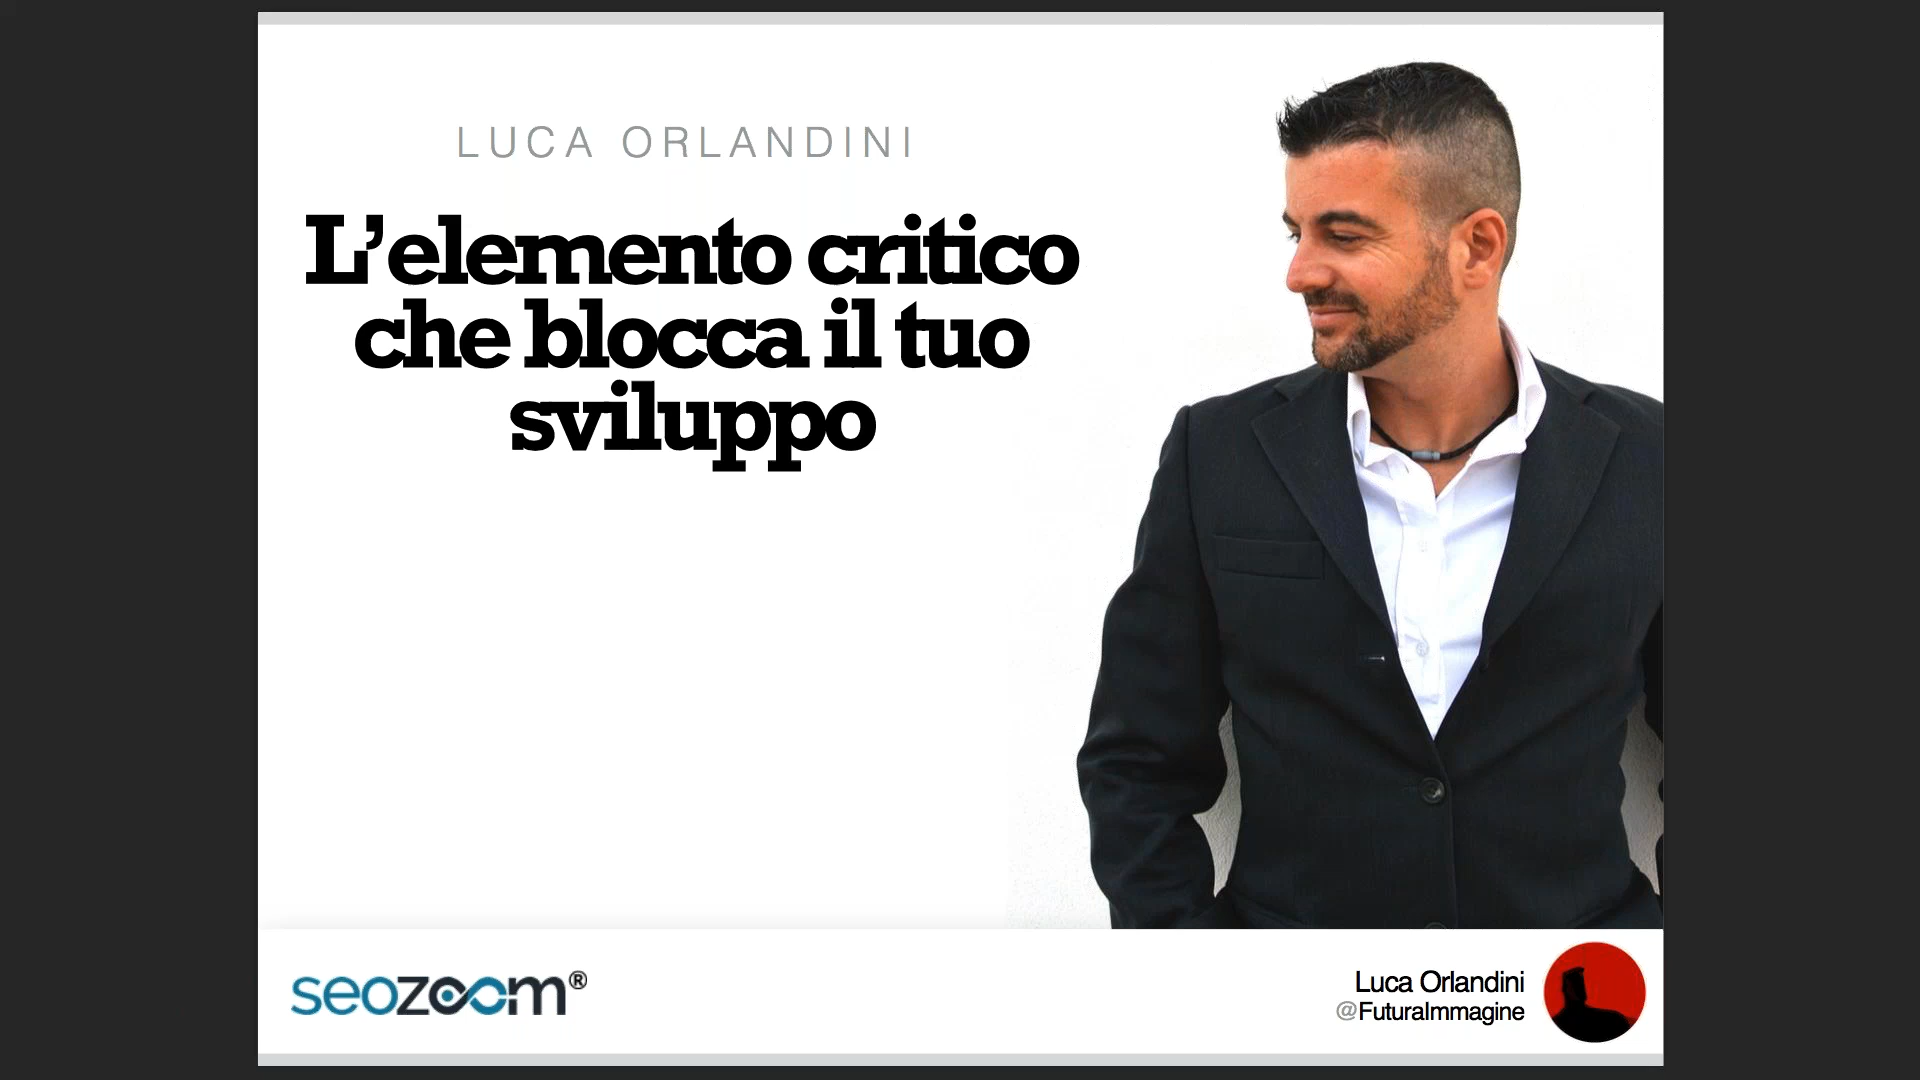 LUCA ORLANDINI
L’elemento critico
che blocca il tuo
sviluppo
seozoom®
Luca Orlandini
@FuturaImmagine